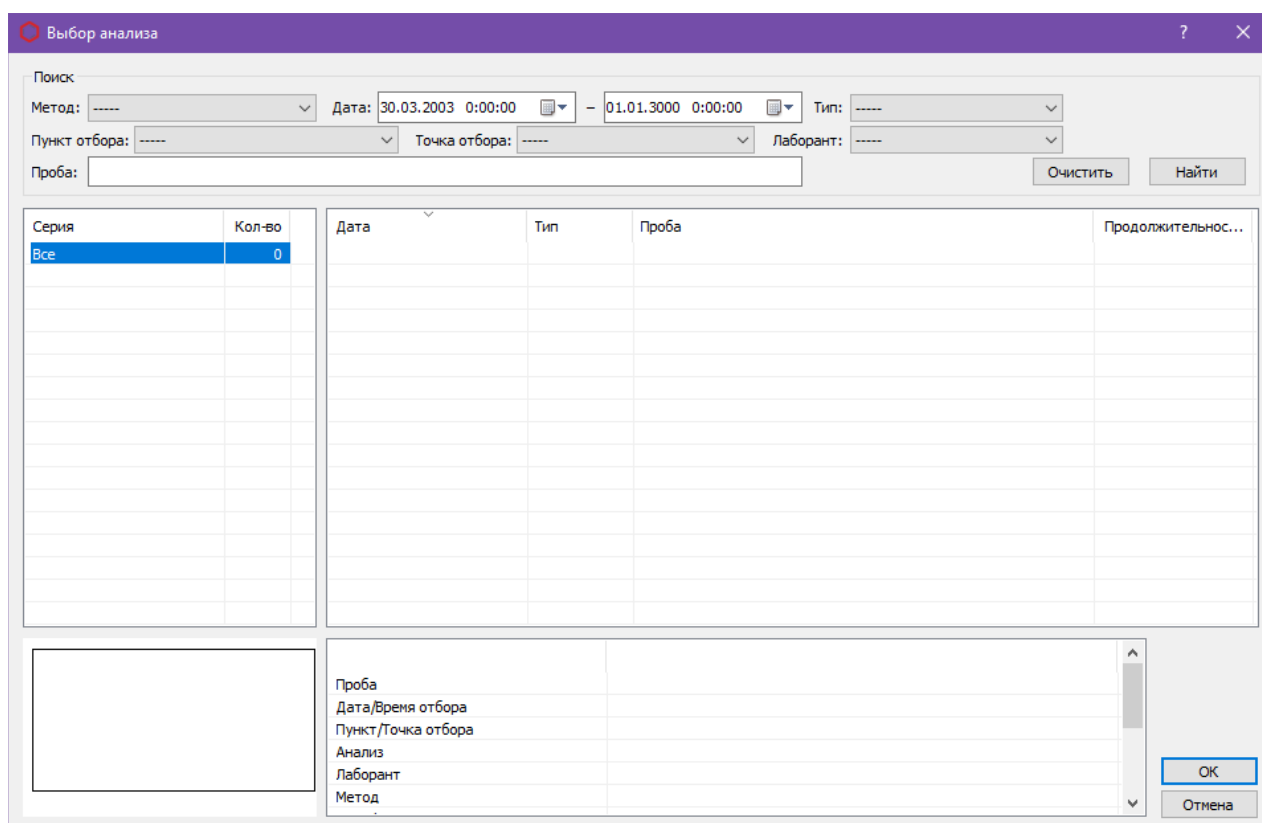 Выбор анализа ?
Поиск
Метод: ----- Дата: 30.03.2003 0:00:00 – 01.01.3000 0:00:00 Тип: -----
Пункт отбора: ----- Точка отбора: ----- Лаборант: -----
Проба: Очистить Найти
Серия Кол-во Дата Тип Проба Продолжительнос...
Все 0
Проба
Дата/Время отбора
Пункт/Точка отбора
Анализ
Лаборант
Метод
OK
Отмена